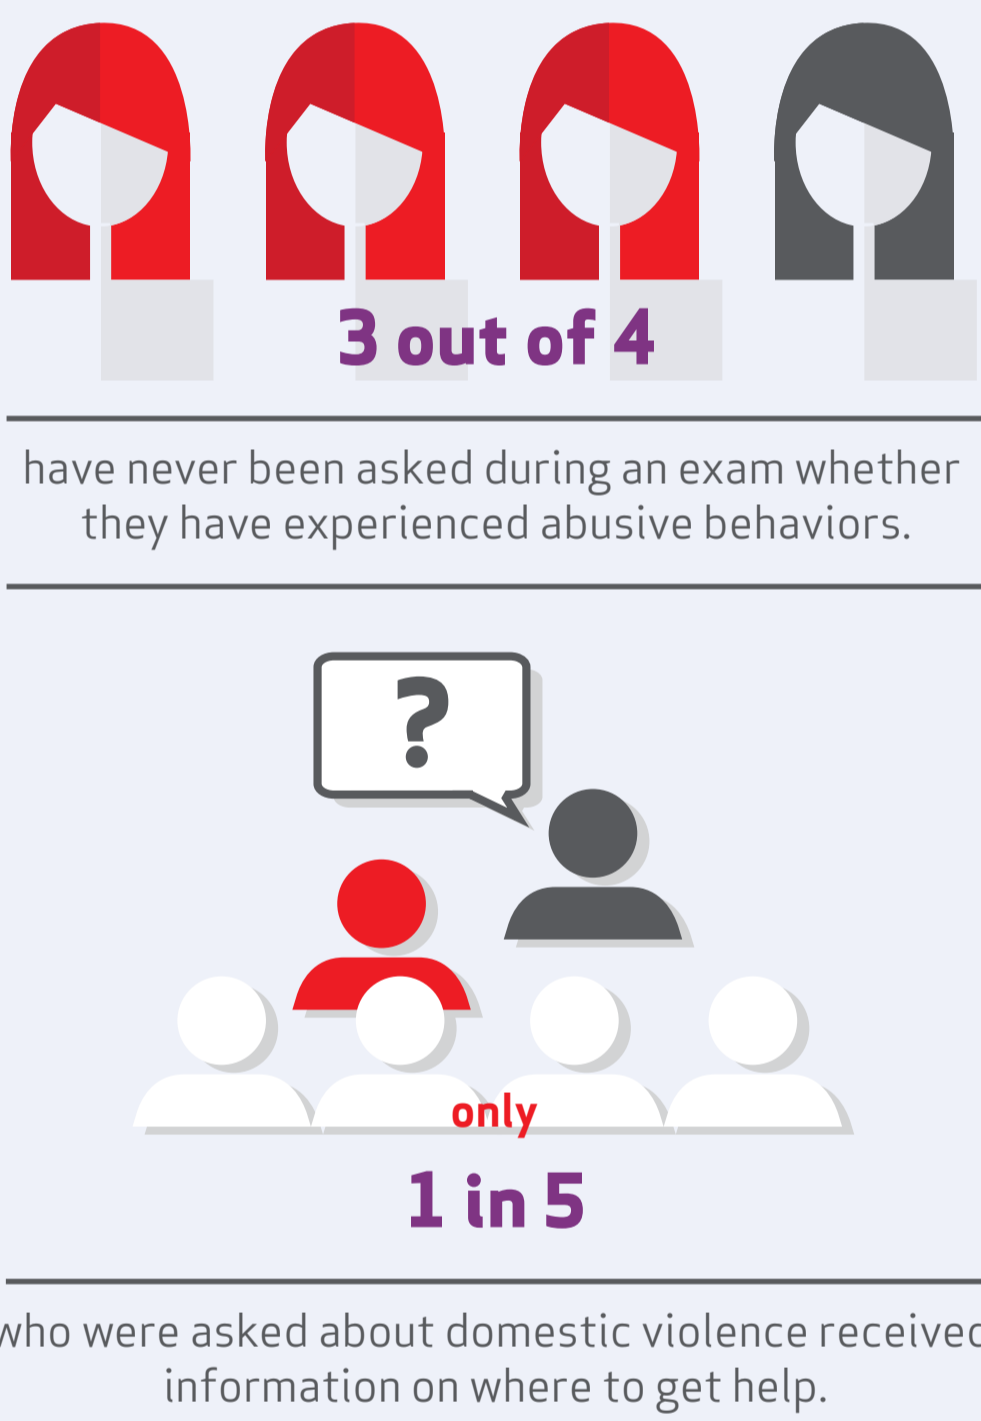 3 out of 4
have never been asked during an exam whether
they have experienced abusive behaviors.
?
only
1 in 5
who were asked about domestic violence received
information on where to get help.